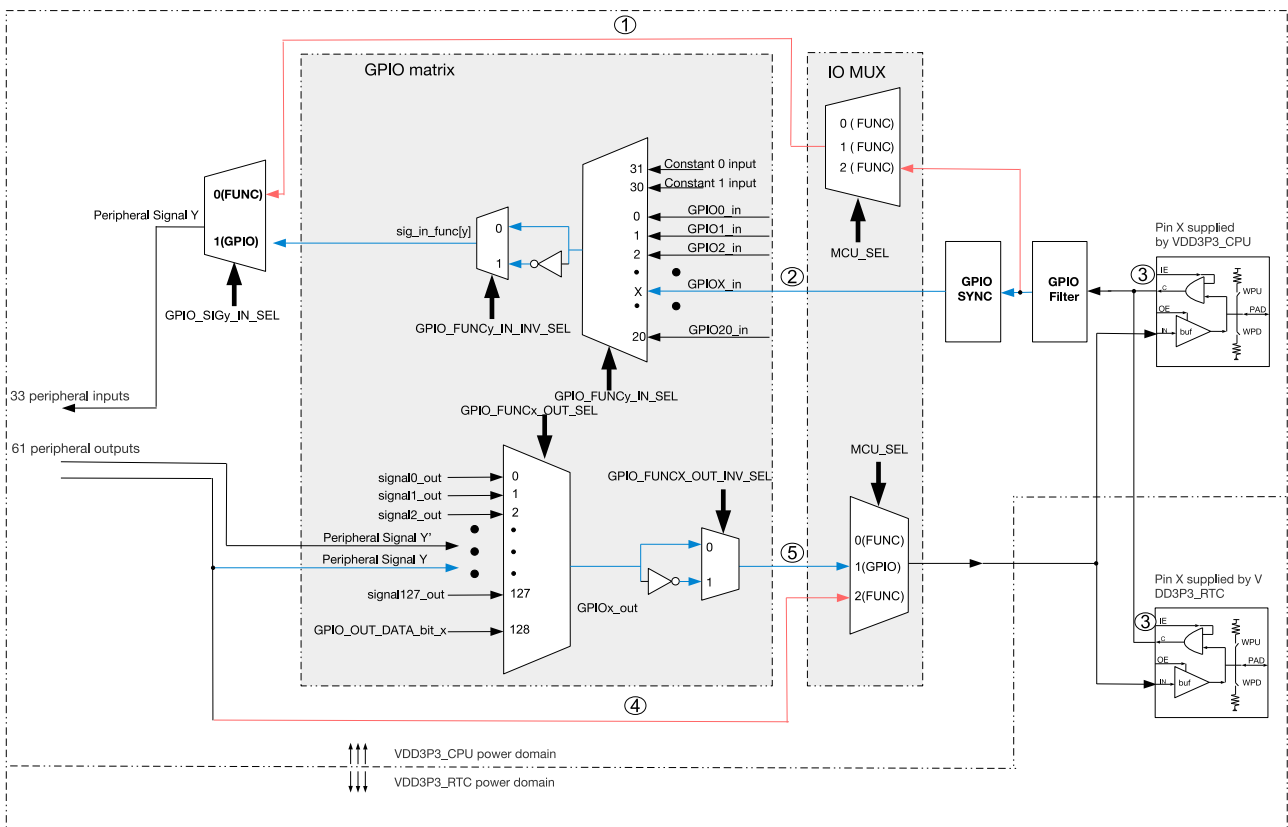 ①
GPIO matrix
IO MUX
0 ( FUNC)
1 ( FUNC)
2 ( FUNC)
MCU_SEL
31
Constant 0 input
30
Constant 1 input
0
GPIO0_in
1
GPIO1_in
2
GPIO2_in
X
GPIOX_in
20
GPIO20_in
②
0(FUNC)
1(GPIO)
Peripheral Signal Y
GPIO_SIGy_IN_SEL
sig_in_func[y]
0
1
GPIO_FUNCy_IN_INV_SEL
GPIO_FUNCy_IN_SEL
GPIO
SYNC
GPIO
Filter
Pin X supplied
by VDD3P3_CPU
③
IE
C
OE
IN
buf
WPU
PAD
WPD
33 peripheral inputs
61 peripheral outputs
GPIO_FUNCx_OUT_SEL
signal0_out
0
signal1_out
1
signal2_out
2
Peripheral Signal Y'
Peripheral Signal Y
signal127_out
127
GPIO_OUT_DATA_bit_x
128
GPIOx_out
GPIO_FUNCX_OUT_INV_SEL
0
1
⑤
MCU_SEL
0(FUNC)
1(GPIO)
2(FUNC)
④
Pin X supplied by V
DD3P3_RTC
③
IE
C
OE
IN
buf
WPU
PAD
WPD
VDD3P3_CPU power domain
VDD3P3_RTC power domain